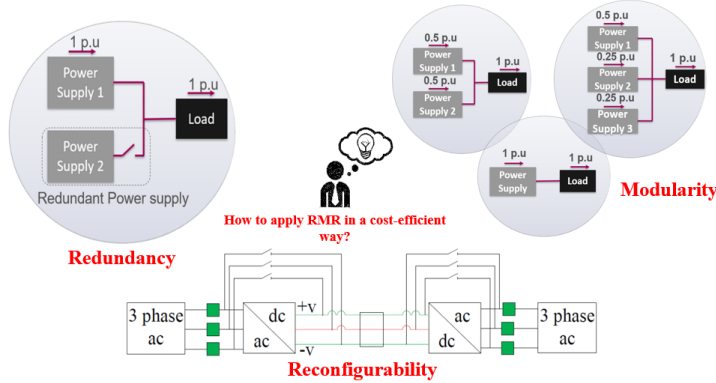 1 p.u
Power
Supply 1
1 p.u
Load
Power
Supply 2
Redundant Power supply
Redundancy
0.5 p.u
Power
Supply 1
0.5 p.u
Power
Supply 2
1 p.u
Load
0.5 p.u
Power
Supply 1
0.25 p.u
Power
Supply 2
0.25 p.u
Power
Supply 3
1 p.u
Load
1 p.u
Power
Supply
1 p.u
Load
Modularity
How to apply RMR in a cost-efficient
way?
3 phase
ac
dc
ac
+v
-v
ac
dc
3 phase
ac
Reconfigurability